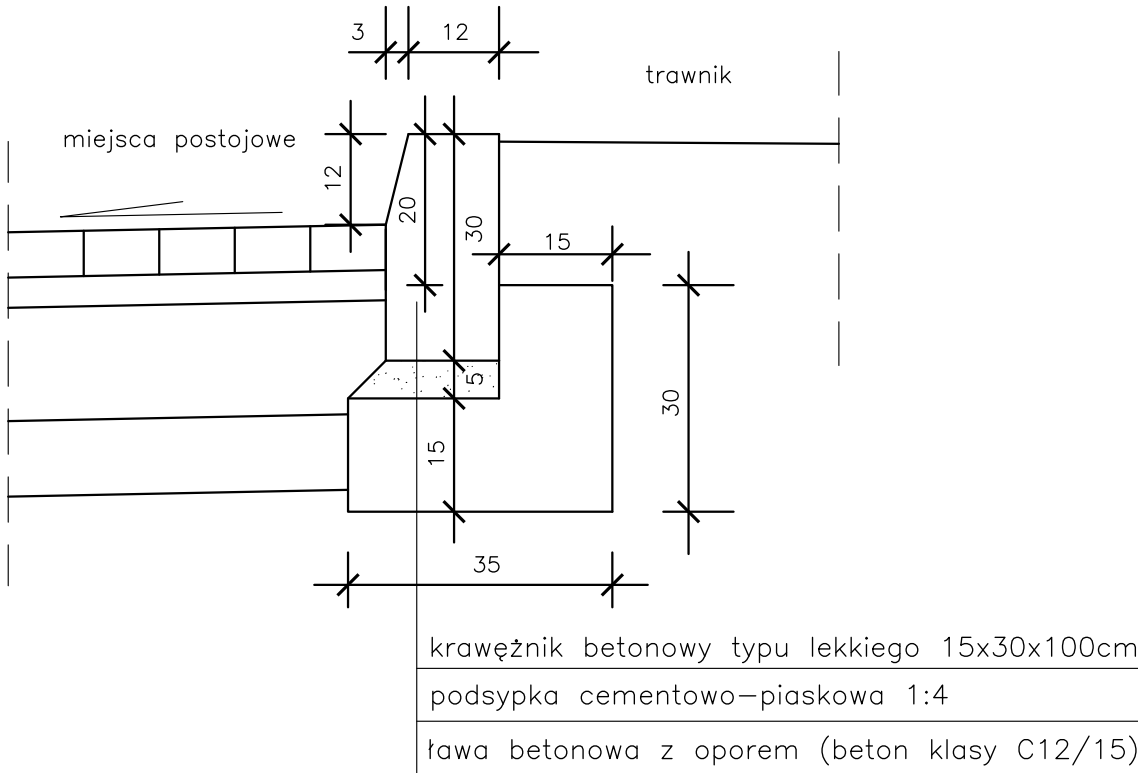 3
12
trawnik
miejsca postojowe
12
20
30
15
5
30
15
35
krawężnik betonowy typu lekkiego 15x30x100cm
podsypka cementowo-piaskowa 1:4
ława betonowa z oporem (beton klasy C12/15)